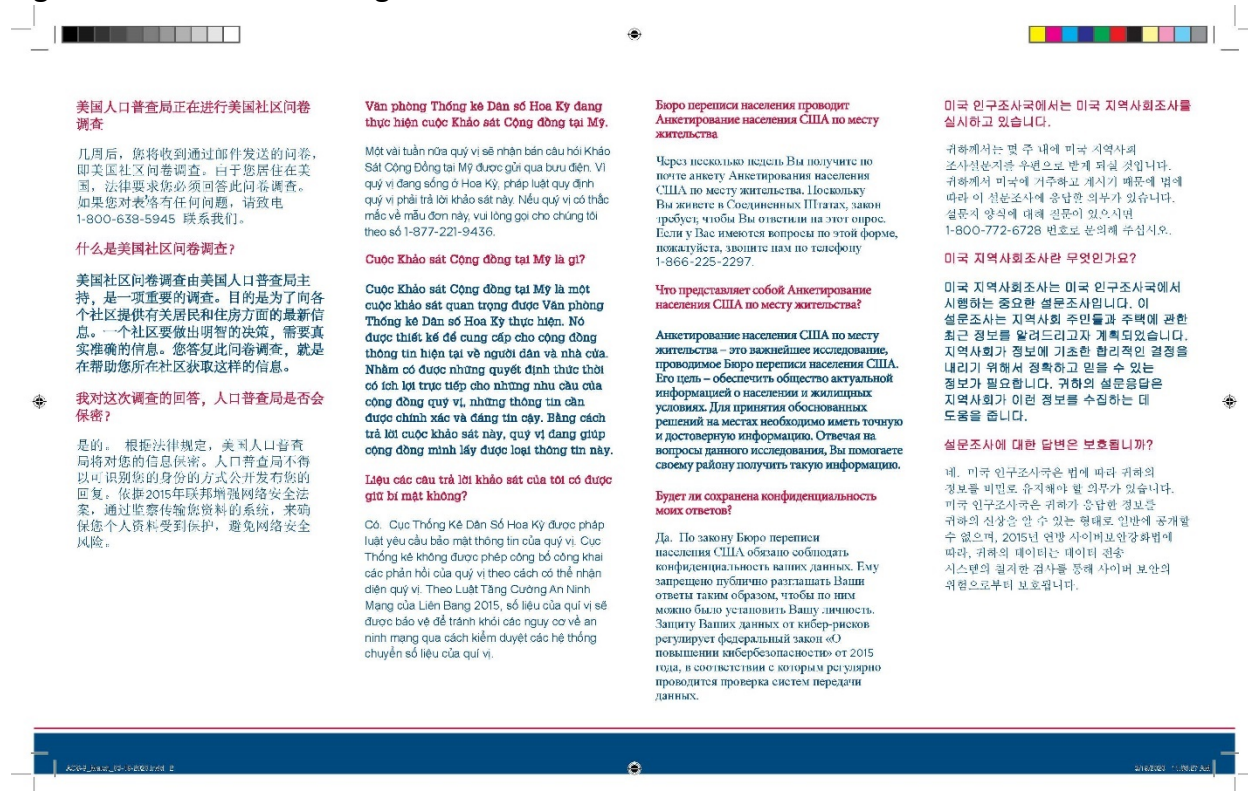 美国人口普查局正在进行美国社区问卷
调查
几周后，您将收到通过邮件发送的问卷，
即美国社区问卷调查。由于您居住在美
国，法律要求您必须回答此问卷调查。
如果您对表格有任何问题，请致电
1-800-638-5945 联系我们。
什么是美国社区问卷调查？
美国社区问卷调查由美国人口普查局主
持，是一项重要的调查。目的是为了向各
个社区提供有关居民和住房方面的最新信
息。一个社区要做出明智的决策，需要真
实准确的信息。您答复此问卷调查，就是
在帮助您所在社区获取这样的信息。
我对这次调查的回答，人口普查局是否会
保密？
是的。 根据法律规定，美国人口普查
局将对您的信息保密。人口普查局不得
以可识别您的身份的方式公开发布您的
回复。依据2015年联邦增强网络安全法
案，通过监察传输您资料的系统，来确
保您个人资料受到保护，避免网络安全
风险。
Văn phòng Thống kê Dân số Hoa Kỳ đang
thực hiện cuộc Khảo sát Cộng đồng tại Mỹ.
Một vài tuần nữa quý vị sẽ nhận bản câu hỏi Khảo
Sát Cộng Đồng tại Mỹ được gửi qua bưu điện. Vì
quý vị đang sống ở Hoa Kỳ, pháp luật quy định
quý vị phải trả lời khảo sát này. Nếu quý vị có thắc
mắc về mẫu đơn này, vui lòng gọi cho chúng tôi
theo số 1-877-221-9436.
Cuộc Khảo sát Cộng đồng tại Mỹ là gì?
Cuộc Khảo sát Cộng đồng tại Mỹ là một
cuộc khảo sát quan trọng được Văn phòng
Thống kê Dân số Hoa Kỳ thực hiện. Nó
được thiết kế để cung cấp cho cộng đồng
thông tin hiện tại về người dân và nhà cửa.
Nhằm có được những quyết định thức thời
có ích lợi trực tiếp cho những nhu cầu của
cộng đồng quý vị, những thông tin cần
được chính xác và đáng tin cậy. Bằng cách
trả lời cuộc khảo sát này, quý vị đang giúp
cộng đồng mình lấy được loại thông tin này.
Liệu các câu trả lời khảo sát của tôi có được
giữ bí mật không?
Có. Cục Thống Kê Dân Số Hoa Kỳ được pháp
luật yêu cầu bảo mật thông tin của quý vị. Cục
Thống kê không được phép công bố công khai
các phản hồi của quý vị theo cách có thể nhận
diện quý vị. Theo Luật Tăng Cường An Ninh
Mạng của Liên Bang 2015, số liệu của quí vị sẽ
được bảo vệ để tránh khỏi các nguy cơ về an
ninh mạng qua cách kiểm duyệt các hệ thống
chuyển số liệu của quí vị.
Бюро переписи населения проводит
Анкетирование населения США по месту
жительства
Через несколько недель Вы получите по
почте анкету Анкетирования населения
США по месту жительства. Поскольку
Вы живете в Соединенных Штатах, закон
требует, чтобы Вы ответили на этот опрос.
Если у Вас имеются вопросы по этой форме,
пожалуйста, звоните нам по телефону
1-866-225-2297.
Что представляет собой Анкетирование
населения США по месту жительства?
Анкетирование населения США по месту
жительства – это важнейшее исследование,
проводимое Бюро переписи населения США.
Его цель – обеспечить общество актуальной
информацией о населении и жилищных
условиях. Для принятия обоснованных
решений на местах необходимо иметь точную
и достоверную информацию. Отвечая на
вопросы данного исследования, Вы помогаете
своему району получить такую информацию.
Будет ли сохранена конфиденциальность
моих ответов?
Да. По закону Бюро переписи
населения США обязано соблюдать
конфиденциальность ваших данных. Ему
запрещено публично разглашать Ваши
ответы таким образом, чтобы по ним
можно было установить Вашу личность.
Защиту Ваших данных от кибер-рисков
регулирует федеральный закон «О
повышении кибербезопасности» от 2015
года, в соответствии с которым регулярно
проводится проверка систем передачи
данных.
미국 인구조사국에서는 미국 지역사회조사를
실시하고 있습니다.
귀하께서는 몇 주 내에 미국 지역사회
조사설문지를 우편으로 받게 되실 것입니다.
귀하께서 미국에 거주하고 계시기 때문에 법에
따라 이 설문조사에 응답할 의무가 있습니다.
설문지 양식에 대해 질문이 있으시면
1-800-772-6728 번호로 문의해 주십시오.
미국 지역사회조사란 무엇인가요?
미국 지역사회조사는 미국 인구조사국에서
시행하는 중요한 설문조사입니다. 이
설문조사는 지역사회 주민들과 주택에 관한
최근 정보를 알려드리고자 계획되었습니다.
지역사회가 정보에 기초한 합리적인 결정을
내리기 위해서 정확하고 믿을 수 있는
정보가 필요합니다. 귀하의 설문응답은
지역사회가 이런 정보를 수집하는 데
도움을 줍니다.
설문조사에 대한 답변은 보호됩니까?
네. 미국 인구조사국은 법에 따라 귀하의
정보를 비밀로 유지해야 할 의무가 있습니다.
미국 인구조사국은 귀하가 응답한 정보를
귀하의 신상을 알 수 있는 형태로 일반에 공개할
수 없으며, 2015년 연방 사이버보안강화법에
따라, 귀하의 데이터는 데이터 전송
시스템의 철저한 검사를 통해 사이버 보안의
위험으로부터 보호됩니다.